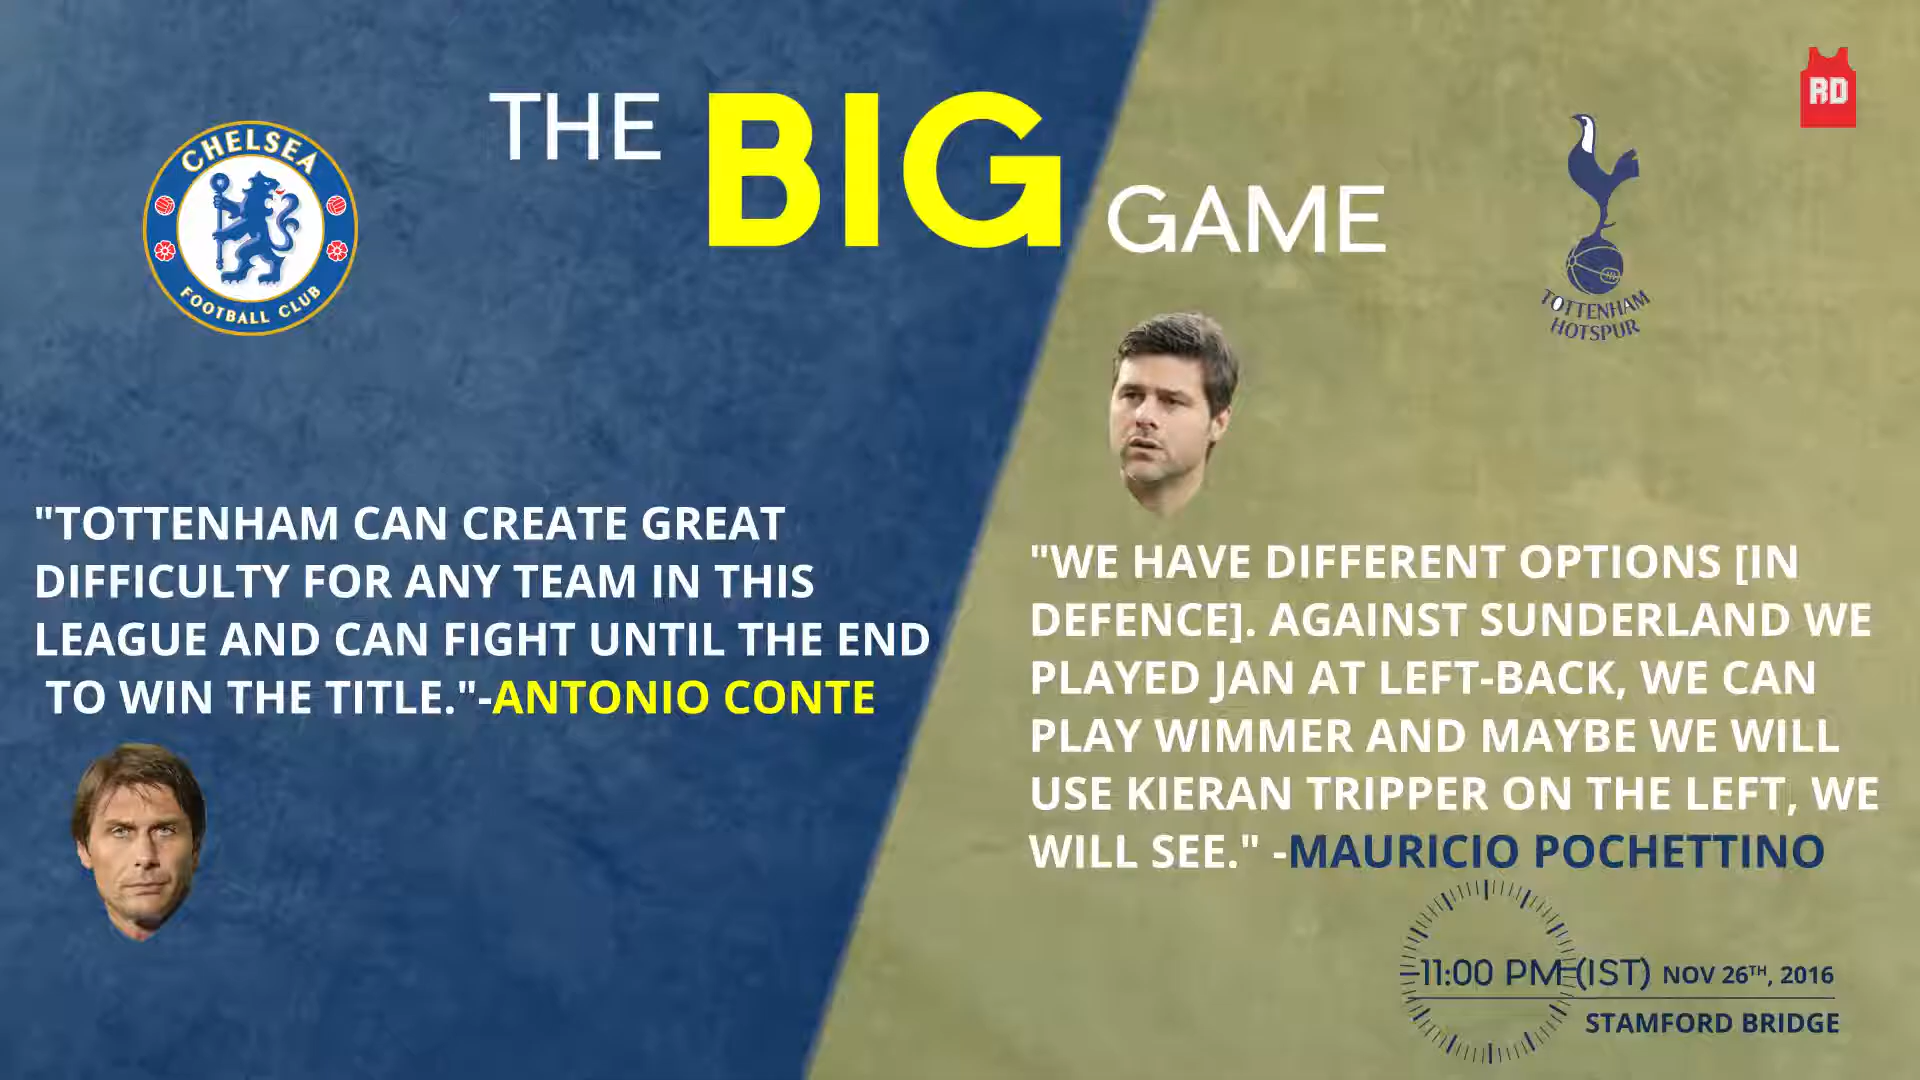 THE BIG GAME
RD
CHELSEA
FOOTBALL CLUB
TOTTENHAM
HOTSPUR
"TOTTENHAM CAN CREATE GREAT
DIFFICULTY FOR ANY TEAM IN THIS
LEAGUE AND CAN FIGHT UNTIL THE END
TO WIN THE TITLE."-ANTONIO CONTE
"WE HAVE DIFFERENT OPTIONS [IN
DEFENCE]. AGAINST SUNDERLAND WE
PLAYED JAN AT LEFT-BACK, WE CAN
PLAY WIMMER AND MAYBE WE WILL
USE KIERAN TRIPPER ON THE LEFT, WE
WILL SEE." -MAURICIO POCHETTINO
11:00 PM (IST) NOV 26TH, 2016
STAMFORD BRIDGE